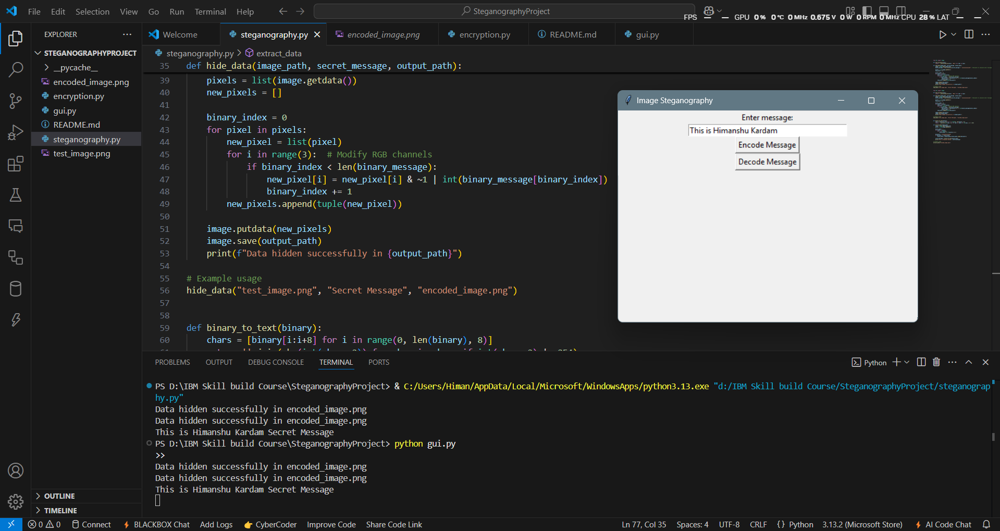 File Edit Selection View Go Run Terminal Help
SteganographyProject
FPS GPU 0 % 0 °C 0 MHz 0.675 V 0 W 0 RPM 0 MHz CPU 28 % LAT
EXPLORER
Welcome steganography.py encoded_image.png encryption.py README.md gui.py
STEGANOGRAPHYPROJECT
__pycache__
encoded_image.png
encryption.py
gui.py
README.md
steganography.py
test_image.png
OUTLINE
TIMELINE
steganography.py > extract_data
35 def hide_data(image_path, secret_message, output_path):
39 pixels = list(image.getdata())
40 new_pixels = []
41
42 binary_index = 0
43 for pixel in pixels:
44 new_pixel = list(pixel)
45 for i in range(3):  # Modify RGB channels
46 if binary_index < len(binary_message):
47 new_pixel[i] = new_pixel[i] & ~1 | int(binary_message[binary_index])
48 binary_index += 1
49 new_pixels.append(tuple(new_pixel))
50
51 image.putdata(new_pixels)
52 image.save(output_path)
53 print(f"Data hidden successfully in {output_path}")
54
55 # Example usage
56 hide_data("test_image.png", "Secret Message", "encoded_image.png")
57
58
59 def binary_to_text(binary):
60 chars = [binary[i:i+8] for i in range(0, len(binary), 8)]
Image Steganography
Enter message:
This is Himanshu Kardam
Encode Message
Decode Message
PROBLEMS OUTPUT DEBUG CONSOLE TERMINAL PORTS
Python
PS D:\IBM Skill build Course\SteganographyProject> & C:/Users/Himan/AppData/Local/Microsoft/WindowsApps/python3.13.exe "d:/IBM Skill build Course/SteganographyProject/steganograp
hy.py"
Data hidden successfully in encoded_image.png
Data hidden successfully in encoded_image.png
This is Himanshu Kardam Secret Message
PS D:\IBM Skill build Course\SteganographyProject> python gui.py
>>
Data hidden successfully in encoded_image.png
Data hidden successfully in encoded_image.png
This is Himanshu Kardam Secret Message
0 0 Connect BLACKBOX Chat Add Logs CyberCoder Improve Code Share Code Link
Ln 77, Col 35 Spaces: 4 UTF-8 CRLF {} Python 3.13.2 (Microsoft Store) AI Code Chat